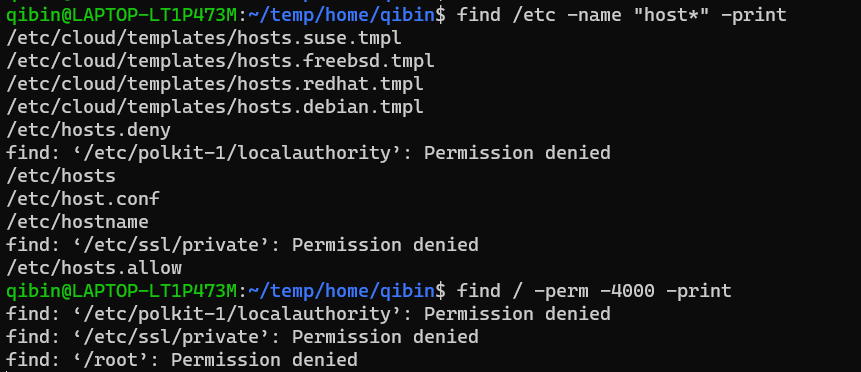 qibin@LAPTOP-LT1P473M:~/temp/home/qibin$ find /etc -name "host*" -print
/etc/cloud/templates/hosts.suse.tmpl
/etc/cloud/templates/hosts.freebsd.tmpl
/etc/cloud/templates/hosts.redhat.tmpl
/etc/cloud/templates/hosts.debian.tmpl
/etc/hosts.deny
find: ‘/etc/polkit-1/localauthority’: Permission denied
/etc/hosts
/etc/host.conf
/etc/hostname
find: ‘/etc/ssl/private’: Permission denied
/etc/hosts.allow
qibin@LAPTOP-LT1P473M:~/temp/home/qibin$ find / -perm -4000 -print
find: ‘/etc/polkit-1/localauthority’: Permission denied
find: ‘/etc/ssl/private’: Permission denied
find: ‘/root’: Permission denied